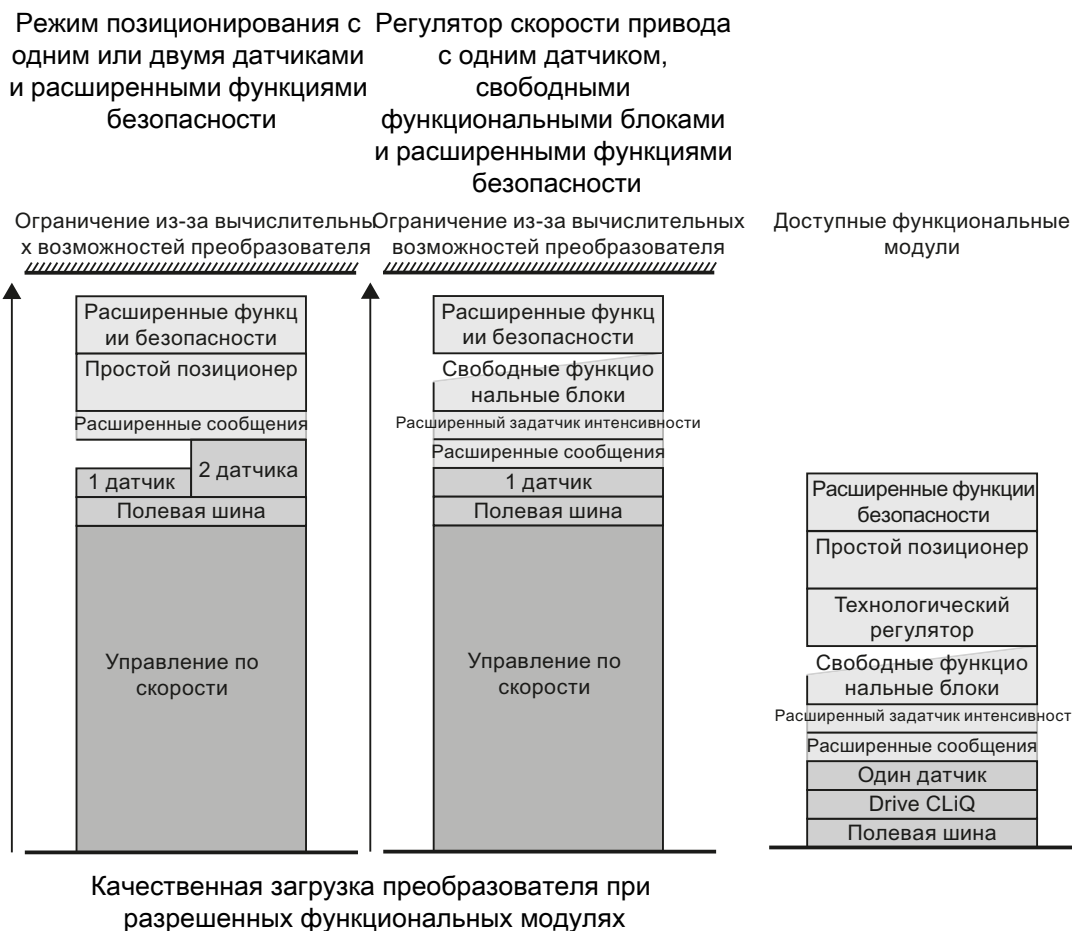 Режим позиционирования с
одним или двумя датчиками
и расширенными функциями
безопасности
Регулятор скорости привода
с одним датчиком,
свободными
функциональными блоками
и расширенными функциями
безопасности
Ограничение из-за вычислительны
х возможностей преобразователя
Ограничение из-за вычислительных
возможностей преобразователя
Доступные функциональные
модули
Расширенные функц
ии безопасности
Простой позиционер
Расширенные сообщения
1 датчик
2 датчика
Полевая шина
Управление по
скорости
Расширенные функц
ии безопасности
Свободные функцио
нальные блоки
Расширенный задатчик интенсивности
Расширенные сообщения
1 датчик
Полевая шина
Управление по
скорости
Расширенные функции
безопасности
Простой позиционер
Технологический
регулятор
Свободные функцио
нальные блоки
Расширенный задатчик интенсивност
Расширенные сообщения
Один датчик
Drive CLiQ
Полевая шина
Качественная загрузка преобразователя при
разрешенных функциональных модулях